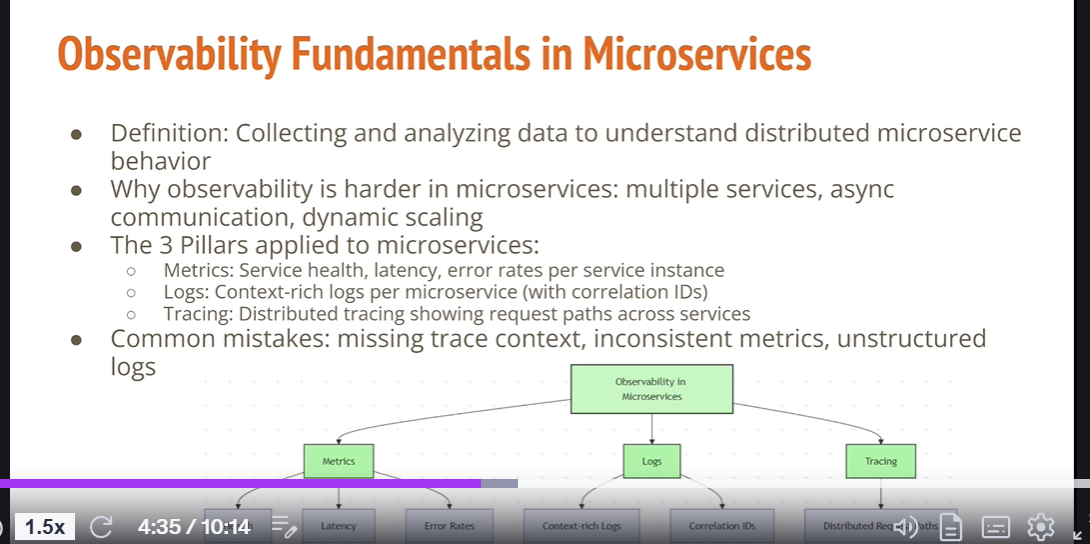 Observability Fundamentals in Microservices
● Definition: Collecting and analyzing data to understand distributed microservice
behavior
● Why observability is harder in microservices: multiple services, async
communication, dynamic scaling
● The 3 Pillars applied to microservices:
○ Metrics: Service health, latency, error rates per service instance
○ Logs: Context-rich logs per microservice (with correlation IDs)
○ Tracing: Distributed tracing showing request paths across services
● Common mistakes: missing trace context, inconsistent metrics, unstructured
logs
Observability in
Microservices
Metrics
Logs
Tracing
Latency
Error Rates
Context-rich Logs
Correlation IDs
Distributed
1.5x
4:35 / 10:14